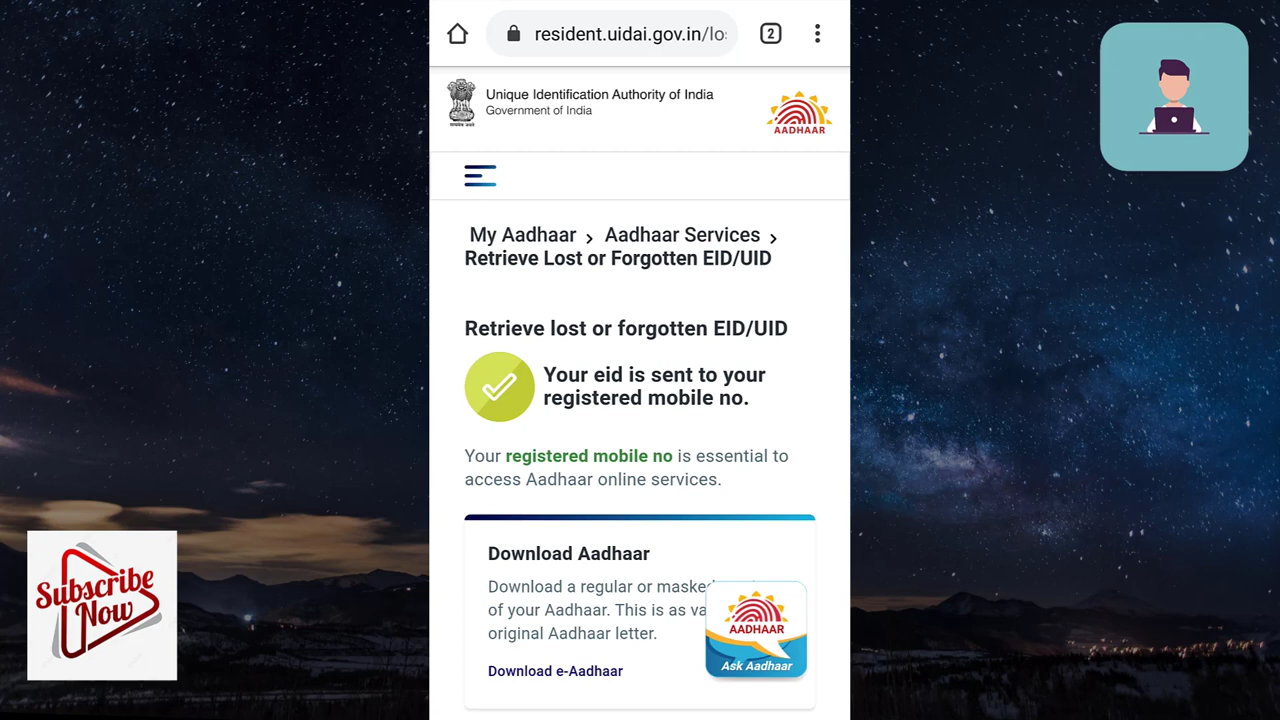 resident.uidai.gov.in/lo
2
Unique Identification Authority of India
Government of India
AADHAAR
My Aadhaar > Aadhaar Services >
Retrieve Lost or Forgotten EID/UID
Retrieve lost or forgotten EID/UID
Your eid is sent to your
registered mobile no.
Your registered mobile no is essential to
access Aadhaar online services.
Download Aadhaar
Download a regular or maske
of your Aadhaar. This is as va
original Aadhaar letter.
Download e-Aadhaar
AADHAAR
Ask Aadhaar
Subscribe
Now